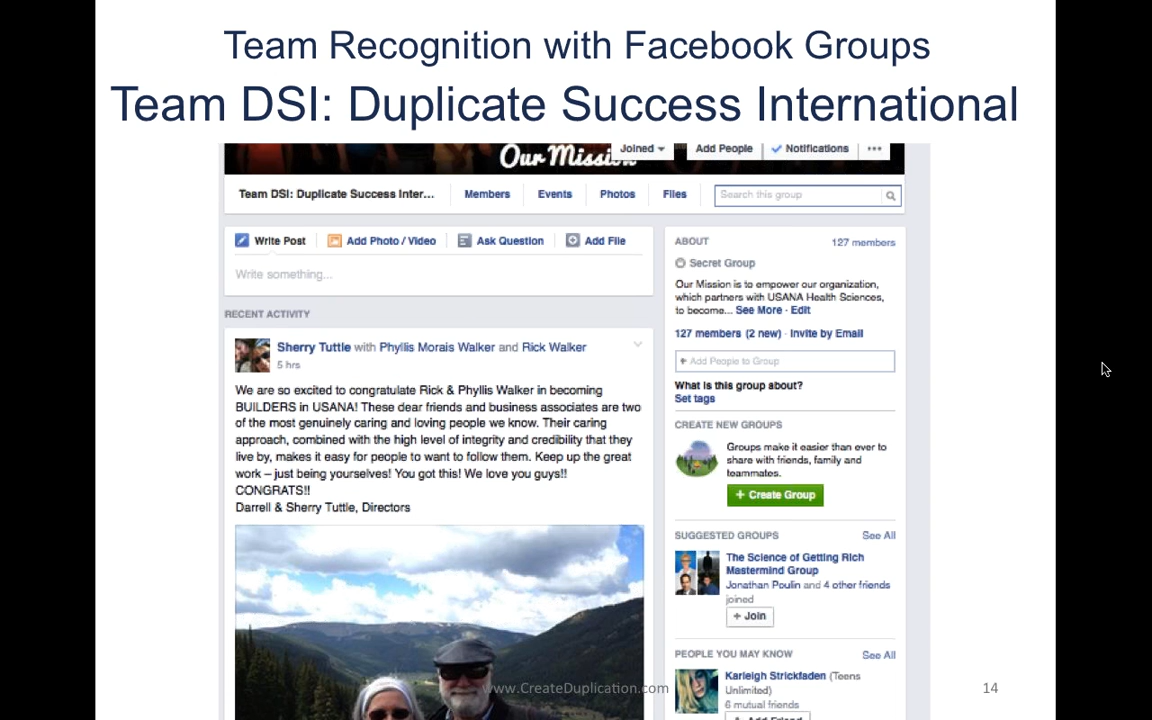 Team Recognition with Facebook Groups
Team DSI: Duplicate Success International
Our Mission
Joined
Add People
Notifications
Team DSI: Duplicate Success Inter...
Members
Events
Photos
Files
Search this group
Write Post
Add Photo / Video
Ask Question
Add File
Write something...
RECENT ACTIVITY
Sherry Tuttle with Phyllis Morais Walker and Rick Walker
5 hrs
We are so excited to congratulate Rick & Phyllis Walker in becoming
BUILDERS in USANA! These dear friends and business associates are two
of the most genuinely caring and loving people we know. Their caring
approach, combined with the high level of integrity and credibility that they
live by, makes it easy for people to want to follow them. Keep up the great
work – just being yourselves! You got this! We love you guys!!
CONGRATS!!
Darrell & Sherry Tuttle, Directors
ABOUT
127 members
Secret Group
Our Mission is to empower our organization,
which partners with USANA Health Sciences,
to become... See More · Edit
127 members (2 new) · Invite by Email
+ Add People to Group
What is this group about?
Set tags
CREATE NEW GROUPS
Groups make it easier than ever to
share with friends, family and
teammates.
+ Create Group
SUGGESTED GROUPS
See All
The Science of Getting Rich
Mastermind Group
Jonathan Poulin and 4 other friends
joined
+ Join
PEOPLE YOU MAY KNOW
See All
Karleigh Strickfaden (Teens
Unlimited)
6 mutual friends
Add Friend
www.CreateDuplication.com
14